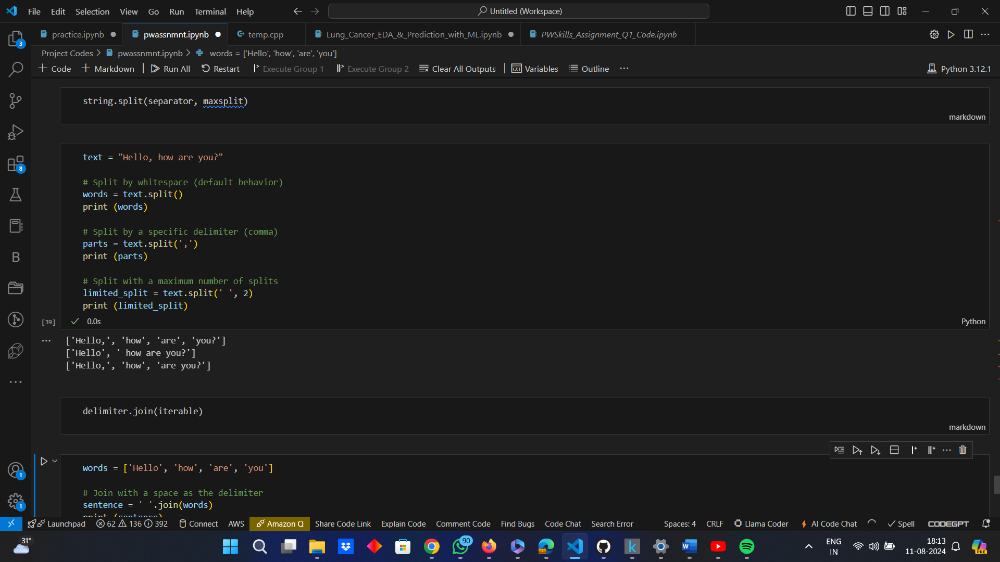 File Edit Selection View Go Run Terminal Help
Untitled (Workspace)
practice.ipynb
pwassnmnt.ipynb
temp.cpp
Lung_Cancer_EDA_&_Prediction_with_ML.ipynb
PWSkills_Assignment_Q1_Code.ipynb
Project Codes > pwassnmnt.ipynb > words = ['Hello', 'how', 'are', 'you']
+ Code + Markdown Run All Restart Execute Group 1 Execute Group 2 Clear All Outputs Variables Outline ... Python 3.12.1
3
8
B
1
1
string.split(separator, maxsplit)
markdown
text = "Hello, how are you?"
# Split by whitespace (default behavior)
words = text.split()
print (words)
# Split by a specific delimiter (comma)
parts = text.split(',')
print (parts)
# Split with a maximum number of splits
limited_split = text.split(' ', 2)
print (limited_split)
[39] 0.0s Python
['Hello,', 'how', 'are', 'you?']
['Hello', ' how are you?']
['Hello,', 'how', 'are you?']
delimiter.join(iterable)
markdown
words = ['Hello', 'how', 'are', 'you']
# Join with a space as the delimiter
sentence = ' '.join(words)
print (sentence)
Launchpad 62 136 392 Connect AWS Amazon Q Share Code Link Explain Code Comment Code Find Bugs Code Chat Search Error Spaces: 4 CRLF Llama Coder AI Code Chat Spell CODEGPT
31°
90
k
W
ENG
IN
18:13
11-08-2024
PRE